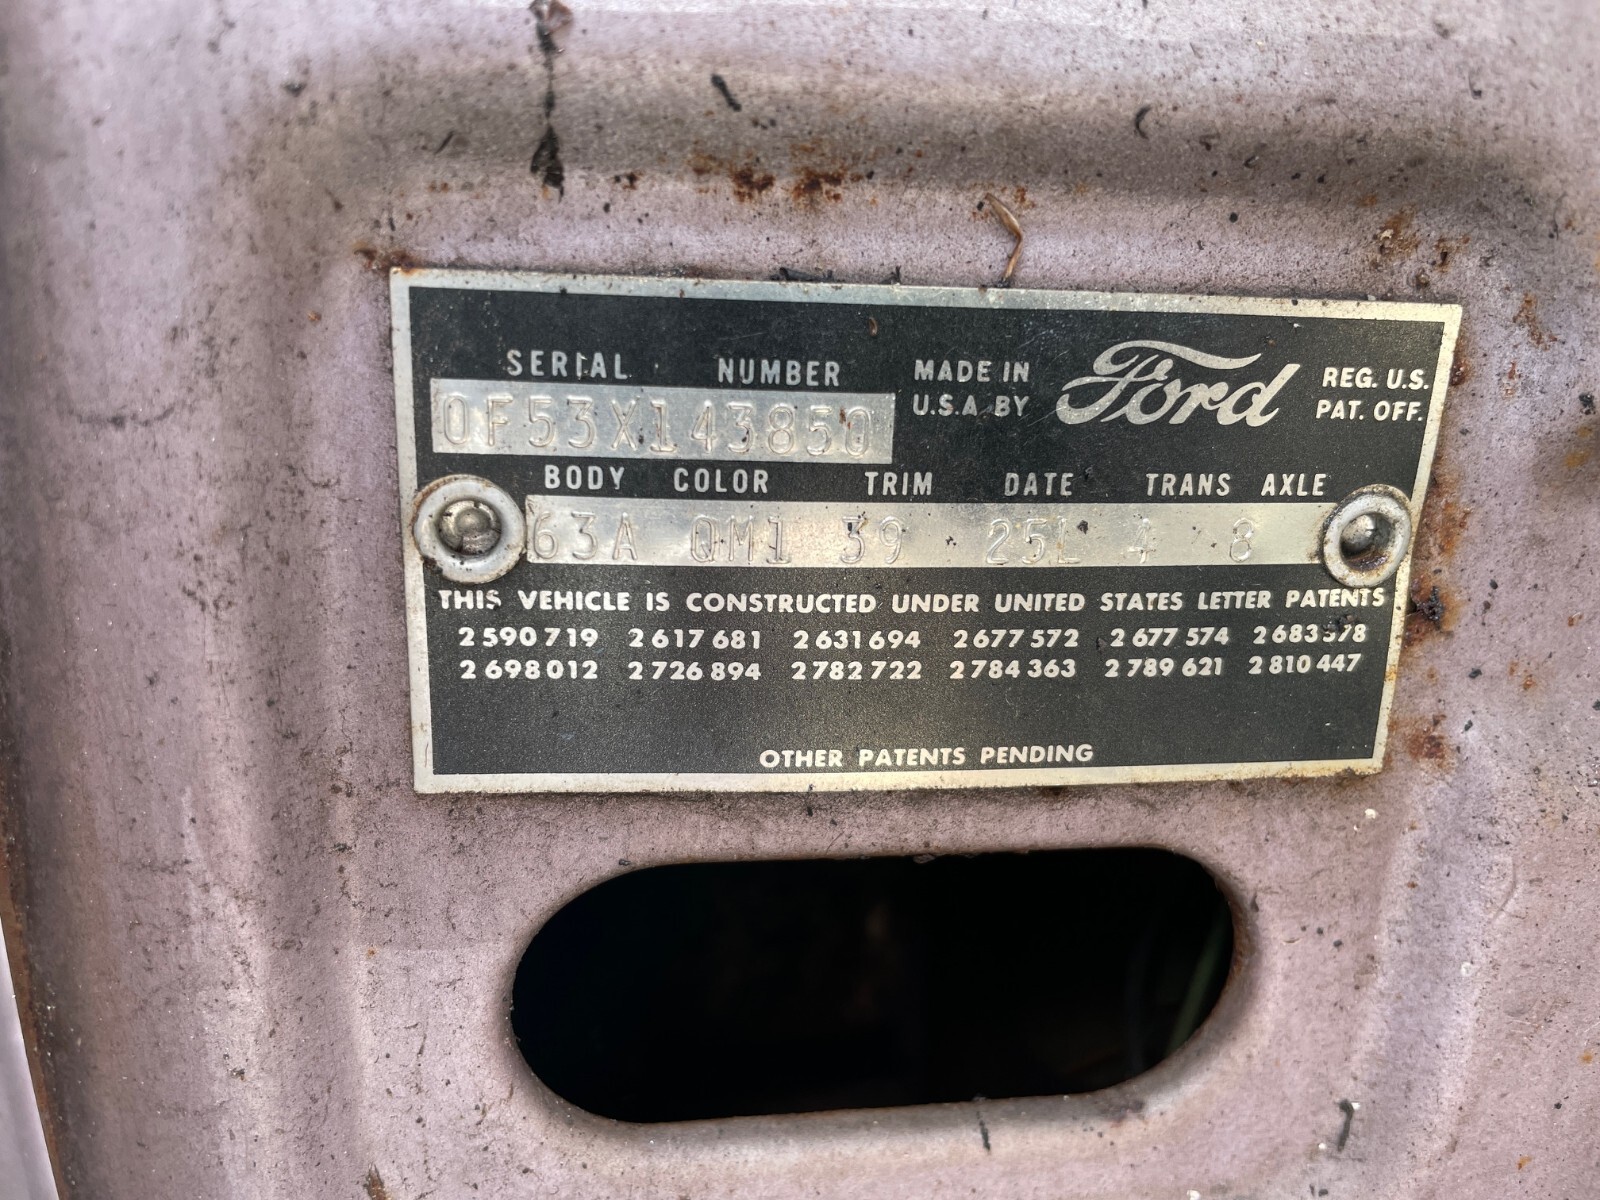 SERIAL NUMBER
MADE IN
U.S.A. BY
Ford
REG. U.S.
PAT. OFF.
0F53X143850
BODY COLOR TRIM DATE TRANS AXLE
63A QM1 39 25L 4 8
THIS VEHICLE IS CONSTRUCTED UNDER UNITED STATES LETTER PATENTS
2 590 719 2 617 681 2 631 694 2 677 572 2 677 574 2 683 578
2 698 012 2 726 894 2 782 722 2 784 363 2 789 621 2 810 447
OTHER PATENTS PENDING